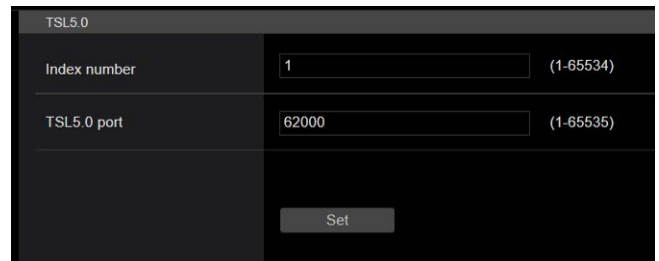 TSL5.0
Index number 1 (1-65534)
TSL5.0 port 62000 (1-65535)
Set